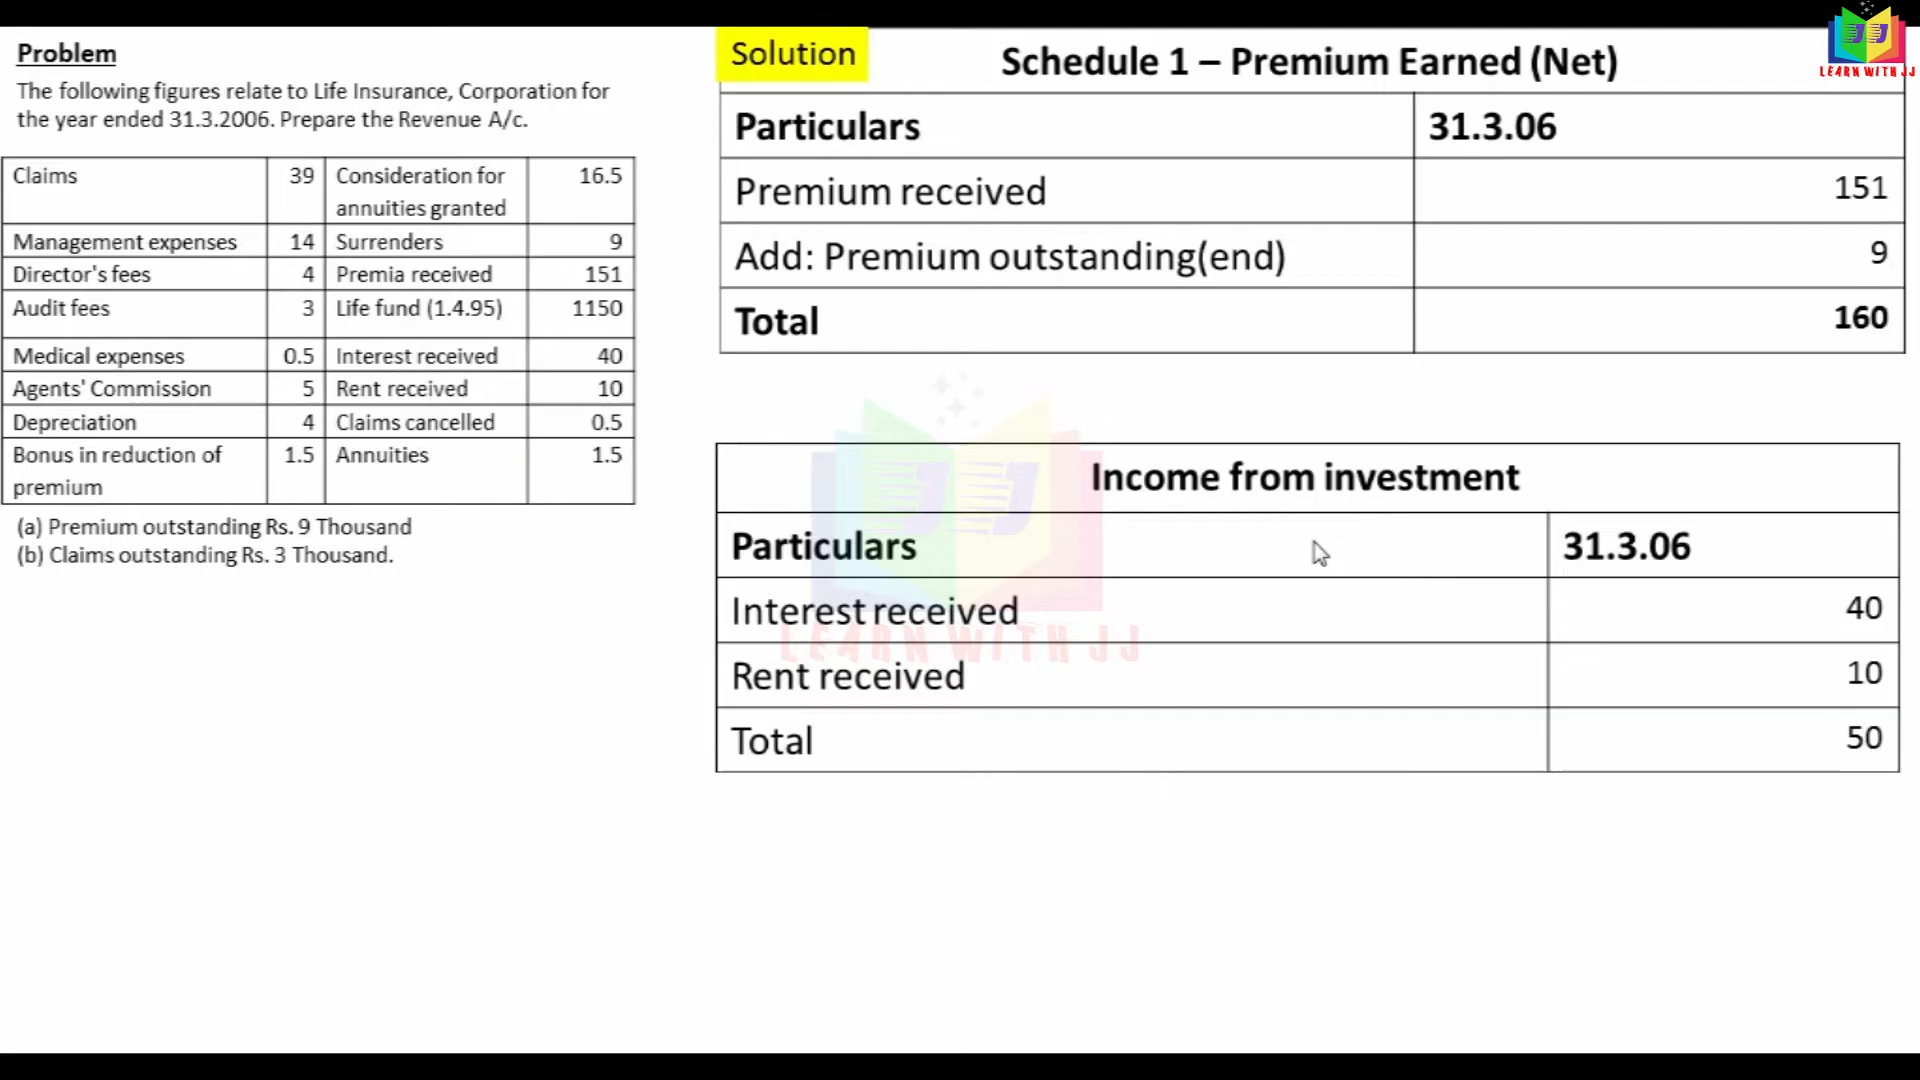 Problem
The following figures relate to Life Insurance, Corporation for
the year ended 31.3.2006. Prepare the Revenue A/c.
Claims 39 Consideration for annuities granted 16.5
Management expenses 14 Surrenders 9
Director's fees 4 Premia received 151
Audit fees 3 Life fund (1.4.95) 1150
Medical expenses 0.5 Interest received 40
Agents' Commission 5 Rent received 10
Depreciation 4 Claims cancelled 0.5
Bonus in reduction of premium 1.5 Annuities 1.5
(a) Premium outstanding Rs. 9 Thousand
(b) Claims outstanding Rs. 3 Thousand.
Solution
Schedule 1 – Premium Earned (Net)
Particulars 31.3.06
Premium received 151
Add: Premium outstanding(end) 9
Total 160
Income from investment
Particulars 31.3.06
Interest received 40
Rent received 10
Total 50
JJ
LEARN WITH JJ
JJ
LEARN WITH JJ